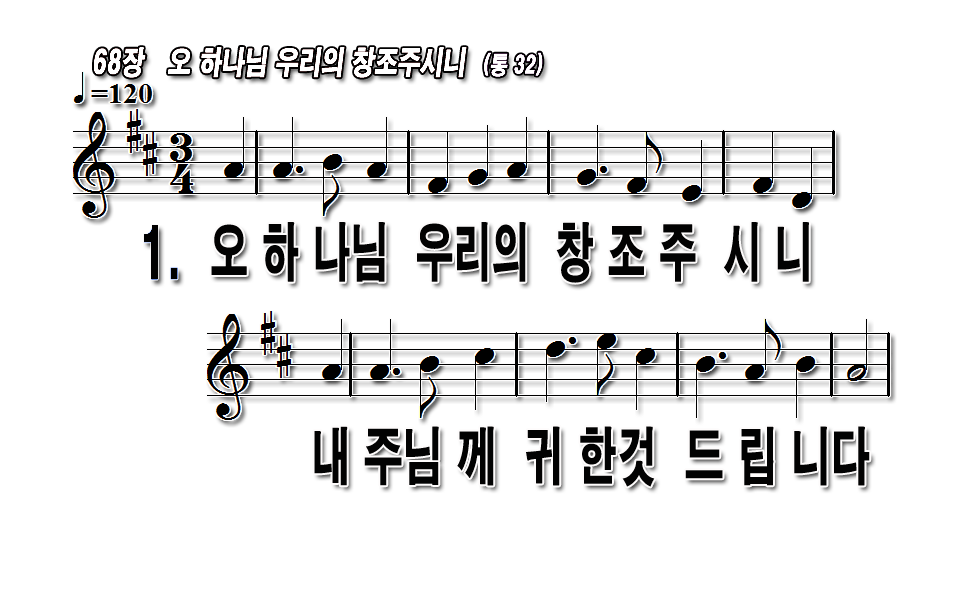 68장 오 하나님 우리의 창조주시니 (통 32)
♩=120
3
4
1. 오 하 나님 우리의 창 조 주 시 니
내 주님 께 귀 한것 드 립 니다